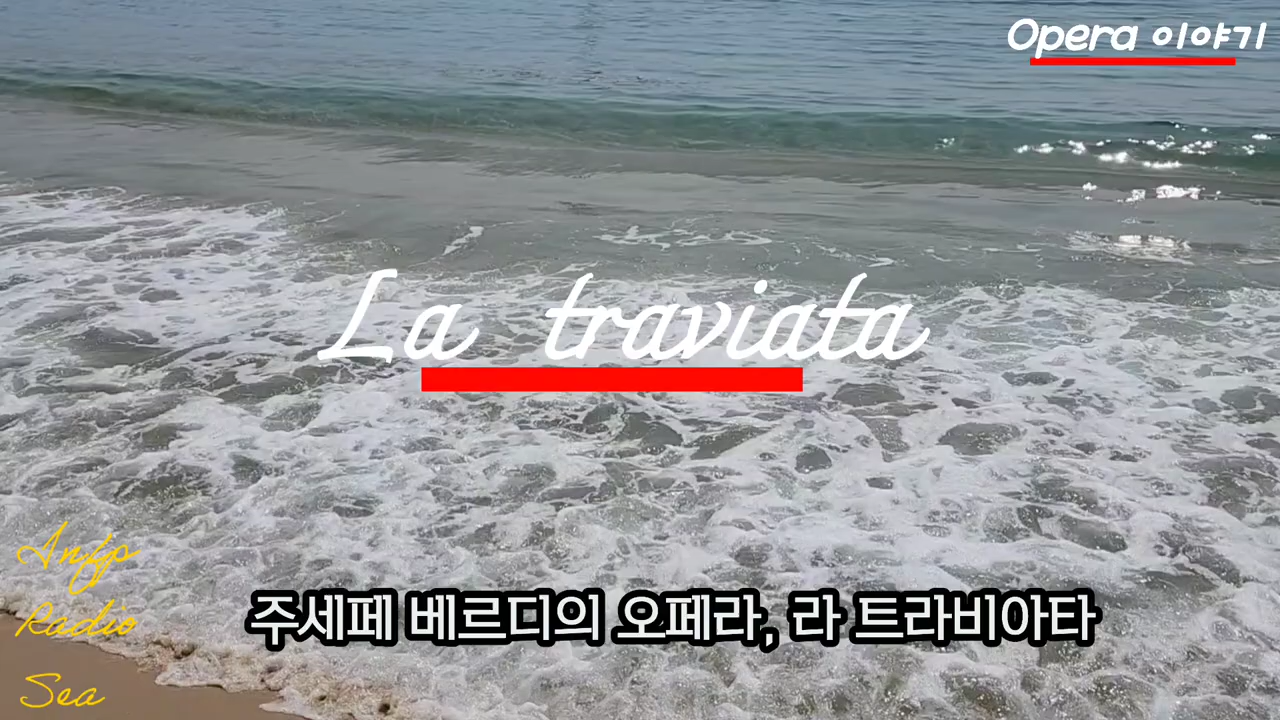 Opera 이야기
La traviata
Infp
Radio
Sea
주세페 베르디의 오페라, 라 트라비아타